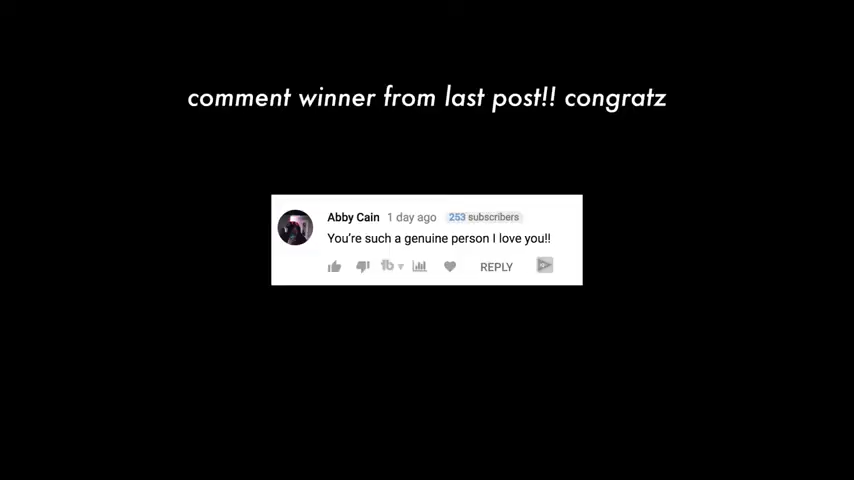 comment winner from last post!! congratz
Abby Cain 1 day ago 253 subscribers
You're such a genuine person I love you!!
tb REPLY